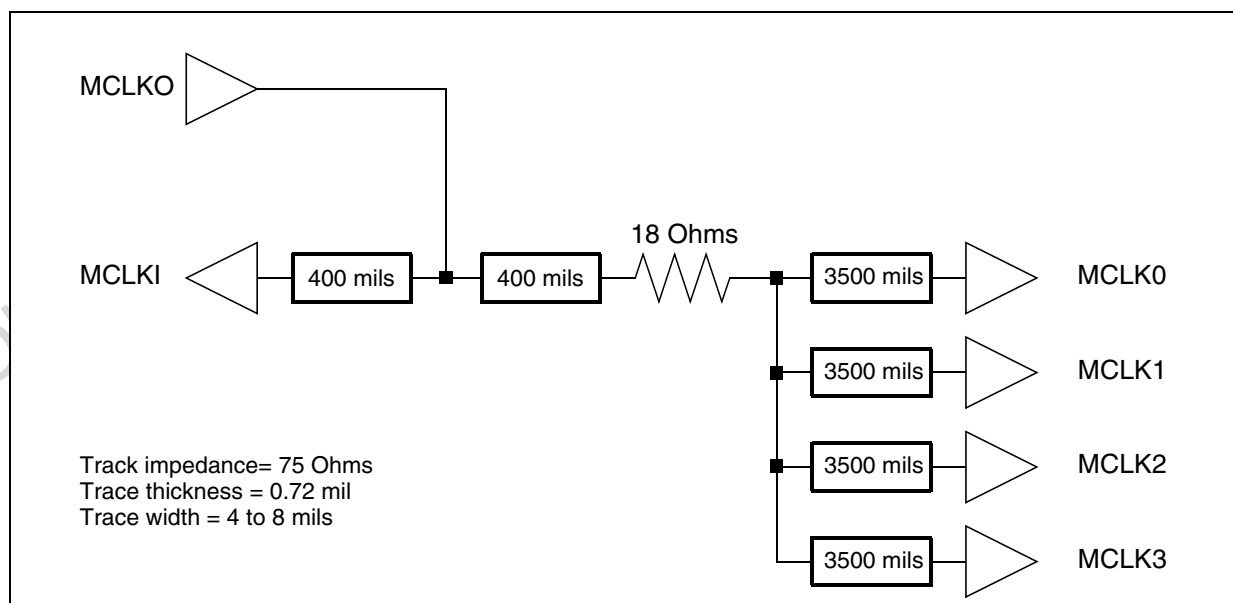 MCLKO
18 Ohms
MCLKI
400 mils
400 mils
3500 mils
MCLK0
3500 mils
MCLK1
3500 mils
MCLK2
3500 mils
MCLK3
Track impedance= 75 Ohms
Trace thickness = 0.72 mil
Trace width = 4 to 8 mils